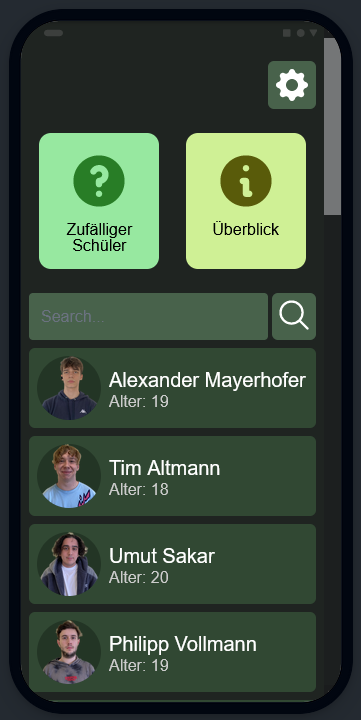 Zufälliger
Schüler
Überblick
Search...
Alexander Mayerhofer
Alter: 19
Tim Altmann
Alter: 18
Umut Sakar
Alter: 20
Philipp Vollmann
Alter: 19